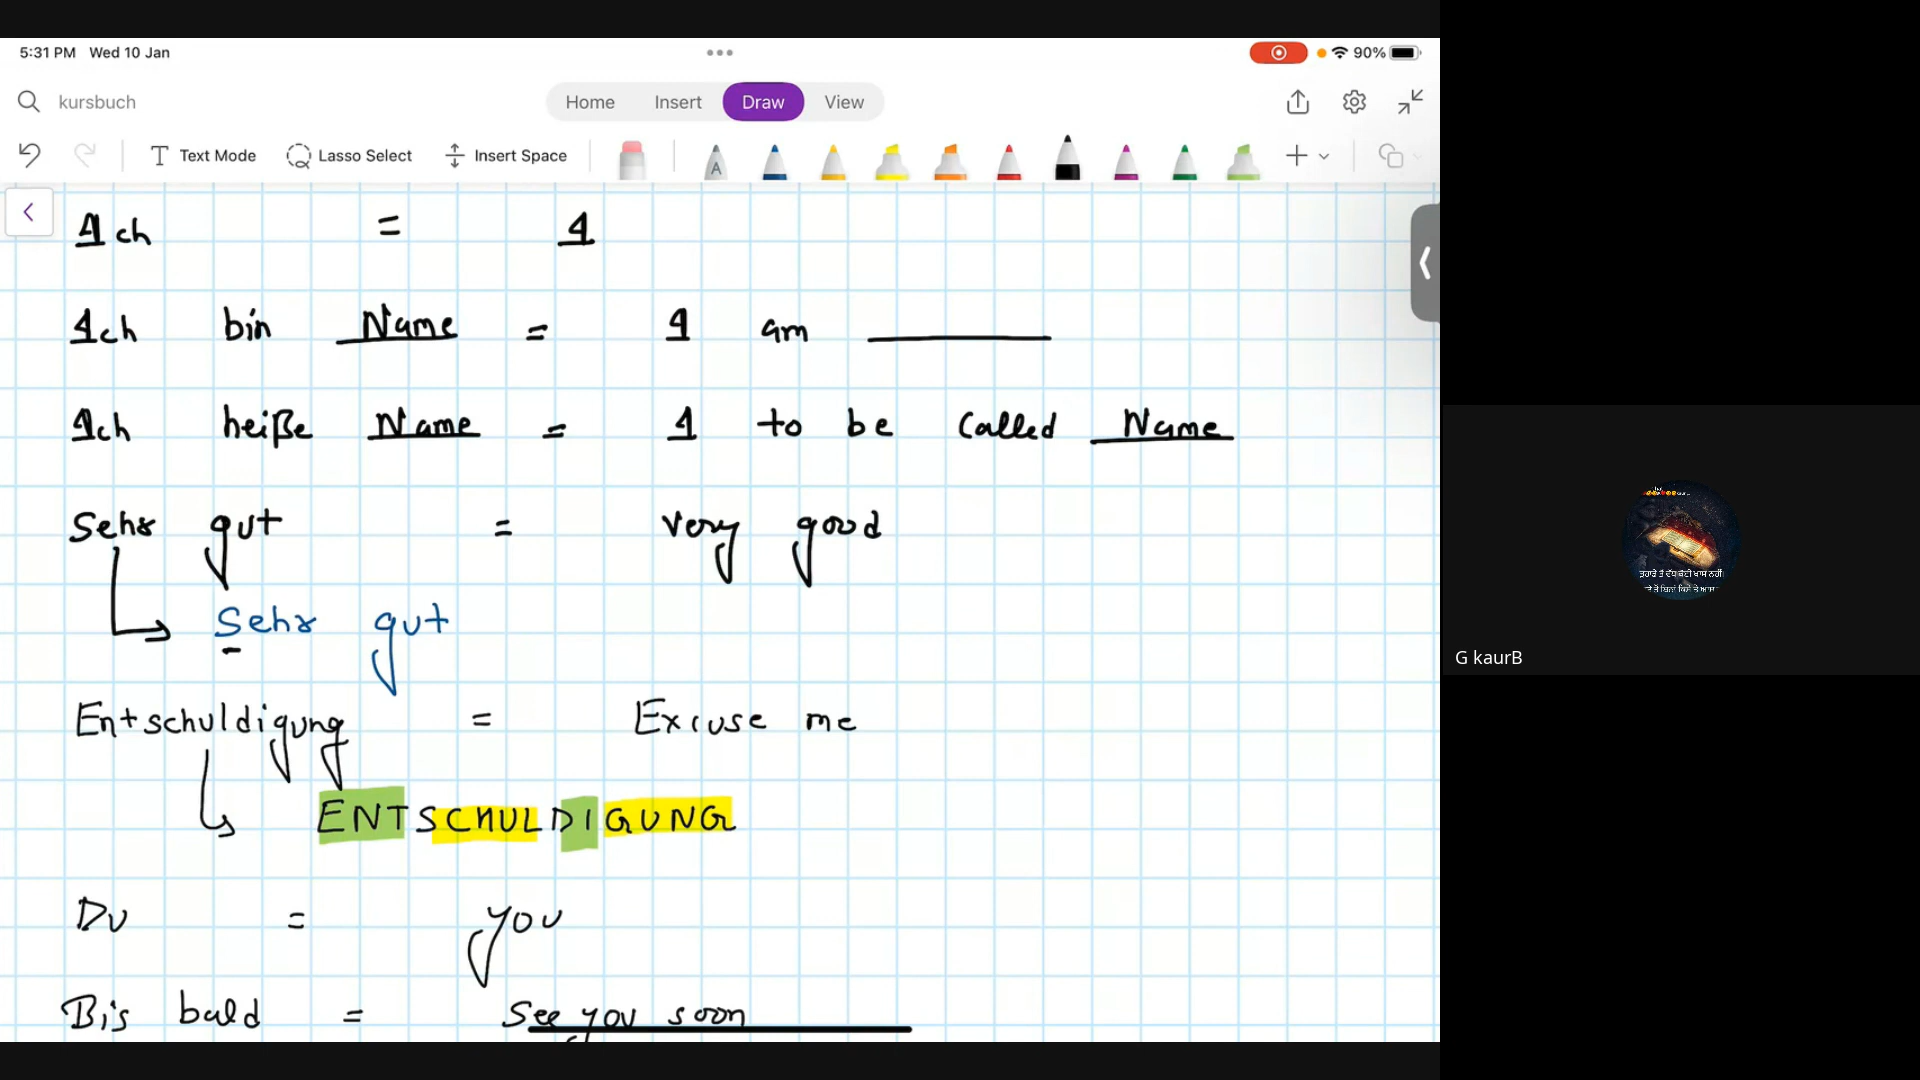 5:31 PM Wed 10 Jan 90%
kursbuch Home Insert Draw View
Text Mode Lasso Select Insert Space A
Ich = I
Ich bin Name = I am
Ich heiße Name = I to be called Name
Sehr gut = very good
Sehr gut
Entschuldigung = Excuse me
ENTSCHULDIGUNG
Du = you
Bis bald = See you soon
ਤੁਹਾਡੇ ਤੋਂ ਵੱਧ ਕੋਈ ਖਾਸ ਨਹੀਂ
G kaurB